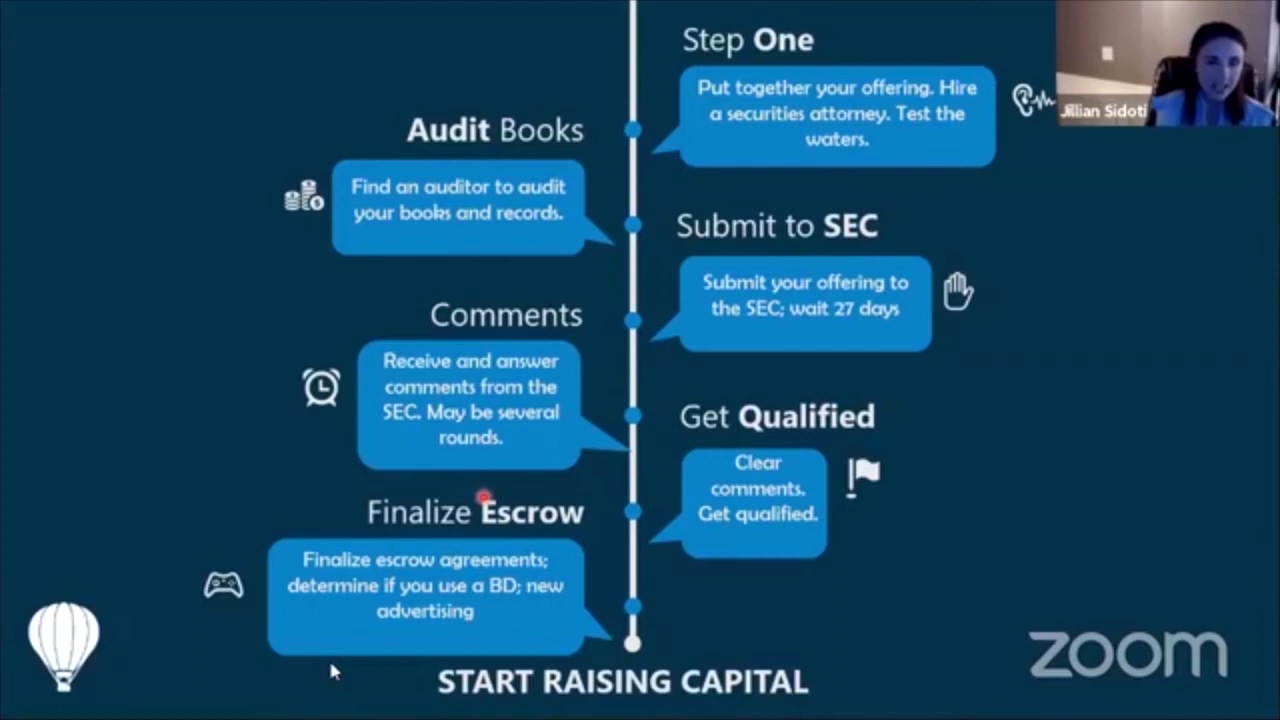 Step One
Put together your offering. Hire
a securities attorney. Test the
waters.
Jillian Sidoti
Audit Books
Find an auditor to audit
your books and records.
Submit to SEC
Submit your offering to
the SEC; wait 27 days
Comments
Receive and answer
comments from the
SEC. May be several
rounds.
Get Qualified
Clear
comments.
Get qualified.
Finalize Escrow
Finalize escrow agreements;
determine if you use a BD; new
advertising
START RAISING CAPITAL
zoom